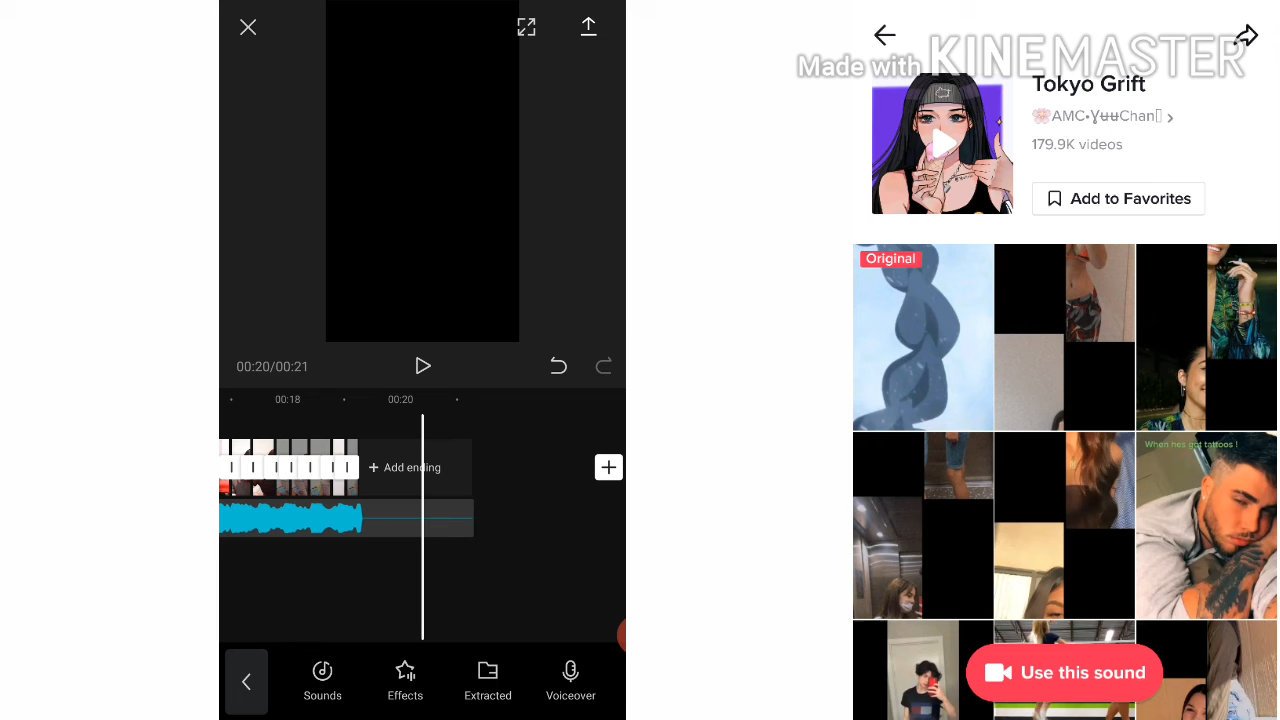 00:20/00:21
00:18
00:20
+ Add ending
Sounds
Effects
Extracted
Voiceover
Made with KINEMASTER
Tokyo Grift
🌸AMC•ƔʉʉChan
179.9K videos
Add to Favorites
Original
When hes got tattoos !
Use this sound